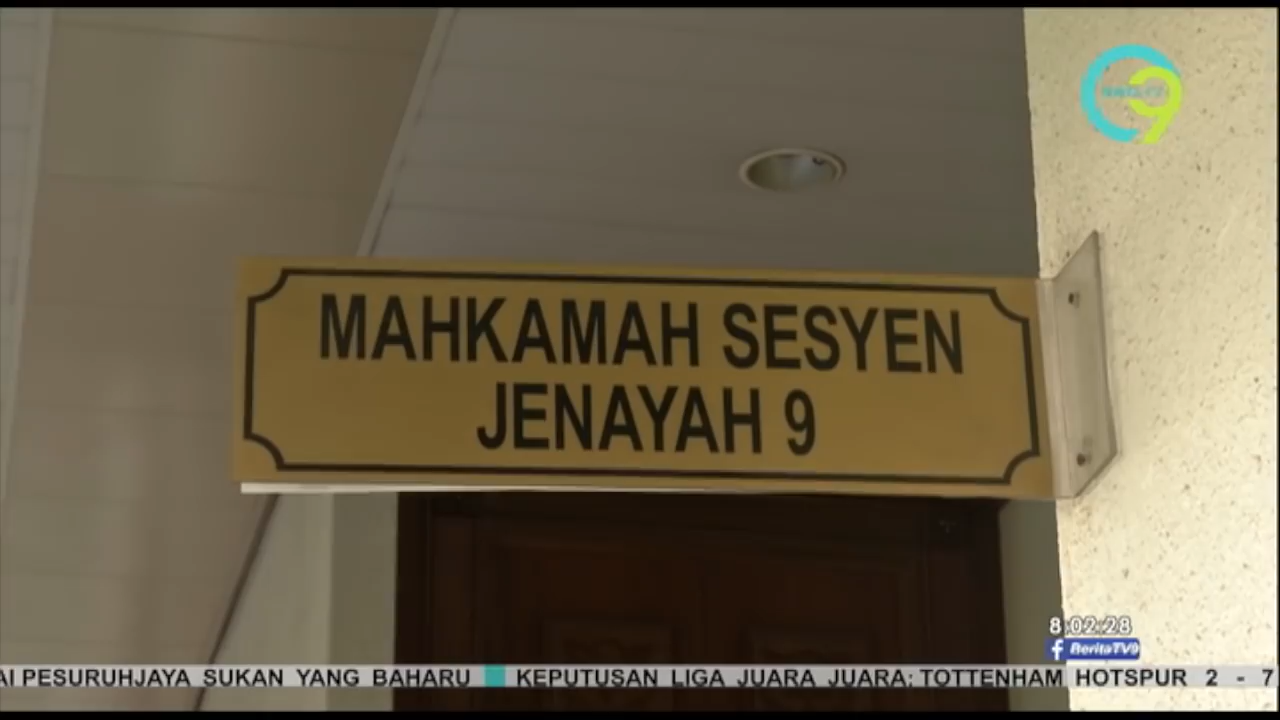 MAHKAMAH SESYEN
JENAYAH 9
8:02:28
f BeritaTV9
AI PESURUHJAYA SUKAN YANG BAHARU KEPUTUSAN LIGA JUARA JUARA: TOTTENHAM HOTSPUR 2 - 7